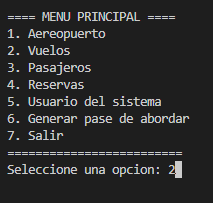 ==== MENU PRINCIPAL ====
1. Aereopuerto
2. Vuelos
3. Pasajeros
4. Reservas
5. Usuario del sistema
6. Generar pase de abordar
7. Salir
=========================
Seleccione una opcion: 2